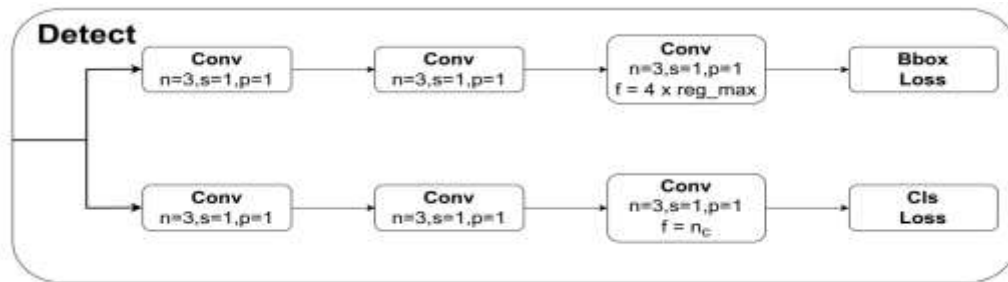 Detect
Conv
n=3,s=1,p=1
Conv
n=3,s=1,p=1
Conv
n=3,s=1,p=1
f = 4 x reg_max
Bbox
Loss
Conv
n=3,s=1,p=1
Conv
n=3,s=1,p=1
Conv
n=3,s=1,p=1
f = n_c
Cls
Loss